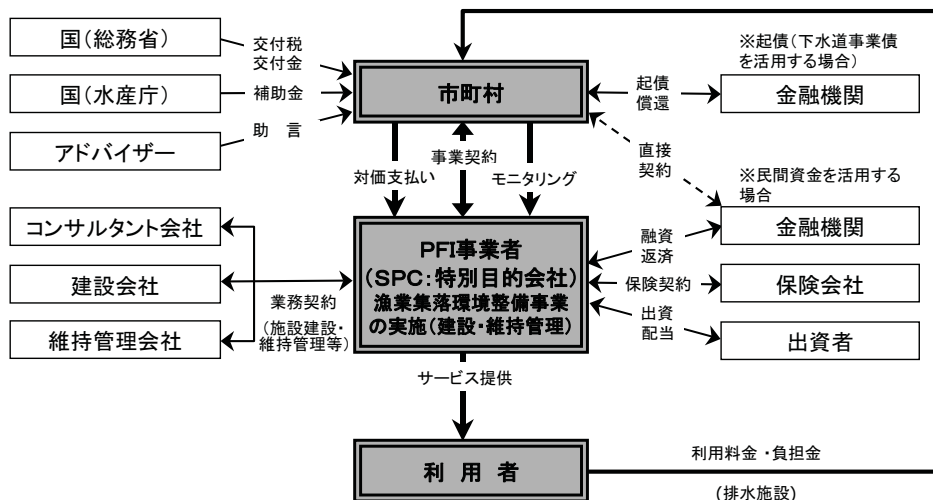 国(総務省)
交付税
交付金
※起債(下水道事業債
を活用する場合)
国(水産庁)
補助金
市町村
起債
償還
金融機関
助 言
アドバイザー
対価支払い
事業契約
モニタリング
直接
契約
※民間資金を活用する
場合
コンサルタント会社
金融機関
PFI事業者
(SPC:特別目的会社)
漁業集落環境整備事業
の実施(建設・維持管理)
融資
返済
建設会社
業務契約
(施設建設・
維持管理等)
保険契約
保険会社
維持管理会社
出資
配当
出資者
サービス提供
利 用 者
利用料金・負担金
(排水施設)